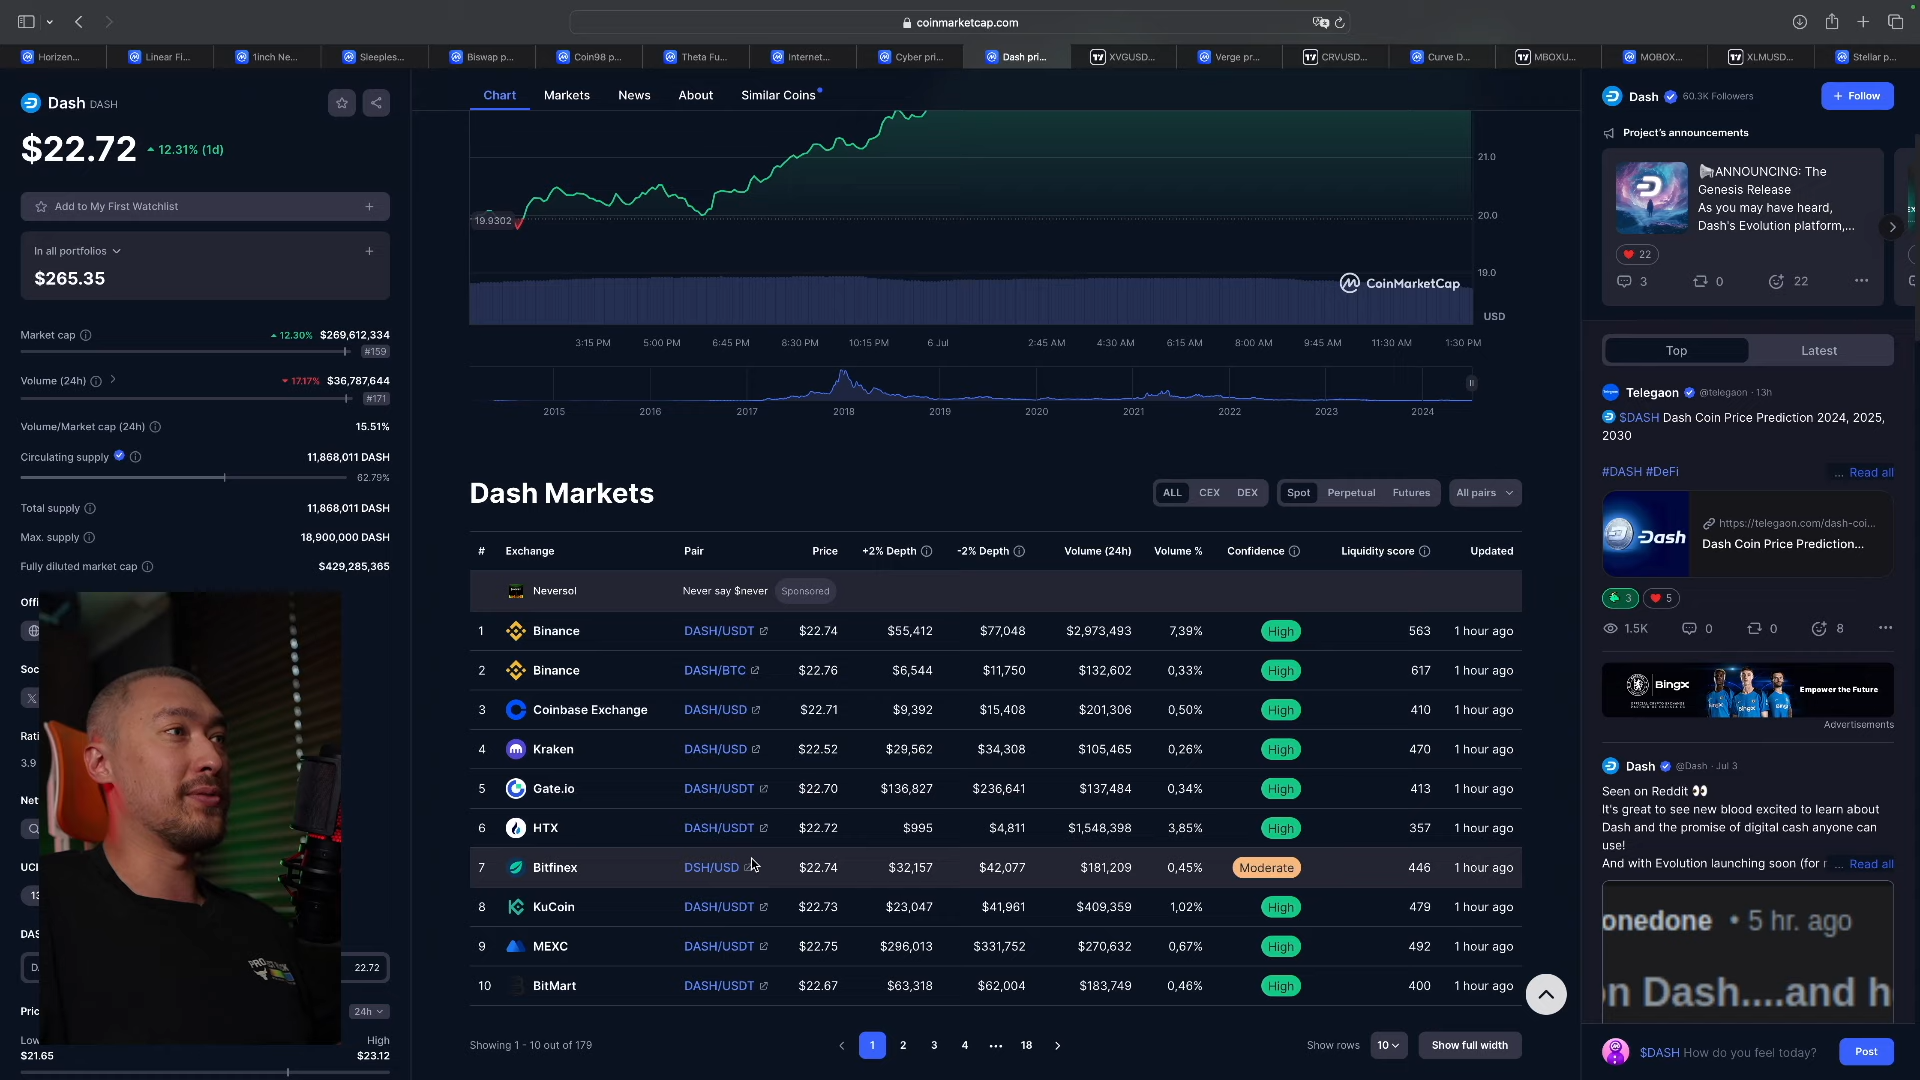 coinmarketcap.com
Horizen... Linear Fi... 1inch Ne... Sleeples... Biswap p... Coin98 p... Theta Fu... Internet... Cyber pri... Dash pri... XVGUSD... Verge pr... CRVUSD... Curve D... MBOXU... MOBOX... XLMUSD... Stellar p...
Dash DASH
$22.72 12.31% (1d)
Add to My First Watchlist
In all portfolios
$265.35
Market cap 12.30% $269,612,334
#159
Volume (24h) 17.17% $36,787,644
#171
Volume/Market cap (24h) 15.51%
Circulating supply 11,868,011 DASH
62.79%
Total supply 11,868,011 DASH
Max. supply 18,900,000 DASH
Fully diluted market cap $429,285,365
Offi
Soc
Rati
3.9
Net
UCI
13
DAS
22.72
Pric 24h
Low High
$21.65 $23.12
Chart Markets News About Similar Coins
21.0
20.0
19.0
19.9302
CoinMarketCap
USD
3:15 PM 5:00 PM 6:45 PM 8:30 PM 10:15 PM 6 Jul 2:45 AM 4:30 AM 6:15 AM 8:00 AM 9:45 AM 11:30 AM 1:30 PM
2015 2016 2017 2018 2019 2020 2021 2022 2023 2024
Dash Markets
ALL CEX DEX Spot Perpetual Futures All pairs
# Exchange Pair Price +2% Depth -2% Depth Volume (24h) Volume % Confidence Liquidity score Updated
Neversol Never say $never Sponsored
1 Binance DASH/USDT $22.74 $55,412 $77,048 $2,973,493 7,39% High 563 1 hour ago
2 Binance DASH/BTC $22.76 $6,544 $11,750 $132,602 0,33% High 617 1 hour ago
3 Coinbase Exchange DASH/USD $22.71 $9,392 $15,408 $201,306 0,50% High 410 1 hour ago
4 Kraken DASH/USD $22.52 $29,562 $34,308 $105,465 0,26% High 470 1 hour ago
5 Gate.io DASH/USDT $22.70 $136,827 $236,641 $137,484 0,34% High 413 1 hour ago
6 HTX DASH/USDT $22.72 $995 $4,811 $1,548,398 3,85% High 357 1 hour ago
7 Bitfinex DSH/USD $22.74 $32,157 $42,077 $181,209 0,45% Moderate 446 1 hour ago
8 KuCoin DASH/USDT $22.73 $23,047 $41,961 $409,359 1,02% High 479 1 hour ago
9 MEXC DASH/USDT $22.75 $296,013 $331,752 $270,632 0,67% High 492 1 hour ago
10 BitMart DASH/USDT $22.67 $63,318 $62,004 $183,749 0,46% High 400 1 hour ago
Showing 1 - 10 out of 179 1 2 3 4 ... 18 Show rows 10 Show full width
Dash 60.3K Followers + Follow
Project's announcements
ANNOUNCING: The
Genesis Release
As you may have heard,
Dash's Evolution platform,...
22
3 0 22
Top Latest
Telegaon @telegaon · 13h
$DASH Dash Coin Price Prediction 2024, 2025,
2030
#DASH #DeFi ... Read all
Dash
https://telegaon.com/dash-coi...
Dash Coin Price Prediction...
3 5
1.5K 0 0 8
BingX Empower the Future
Advertisements
Dash @Dash · Jul 3
Seen on Reddit
It's great to see new blood excited to learn about
Dash and the promise of digital cash anyone can
use!
And with Evolution launching soon (for r ... Read all
onedone • 5 hr. ago
on Dash....and h
$DASH How do you feel today? Post